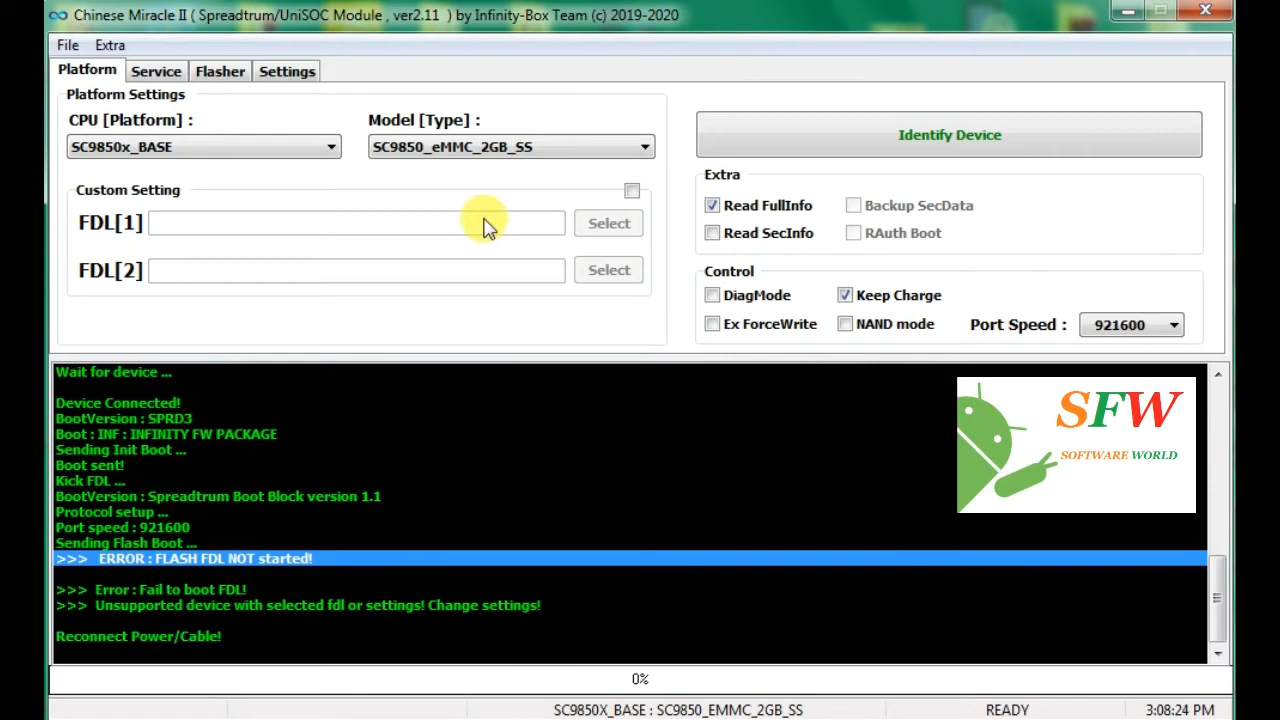 Chinese Miracle II ( Spreadtrum/UniSOC Module , ver2.11 ) by Infinity-Box Team (c) 2019-2020
File Extra
Platform Service Flasher Settings
Platform Settings
CPU [Platform] : Model [Type] :
SC9850x_BASE SC9850_eMMC_2GB_SS
Custom Setting
FDL[1] Select
FDL[2] Select
Identify Device
Extra
Read FullInfo Backup SecData
Read SecInfo RAuth Boot
Control
DiagMode Keep Charge
Ex ForceWrite NAND mode Port Speed : 921600
Wait for device ...
Device Connected!
BootVersion : SPRD3
Boot : INF : INFINITY FW PACKAGE
Sending Init Boot ...
Boot sent!
Kick FDL ...
BootVersion : Spreadtrum Boot Block version 1.1
Protocol setup ...
Port speed : 921600
Sending Flash Boot ...
>>> ERROR : FLASH FDL NOT started!
>>> Error : Fail to boot FDL!
>>> Unsupported device with selected fdl or settings! Change settings!
Reconnect Power/Cable!
SFW
SOFTWARE WORLD
0%
SC9850X_BASE : SC9850_EMMC_2GB_SS READY 3:08:24 PM